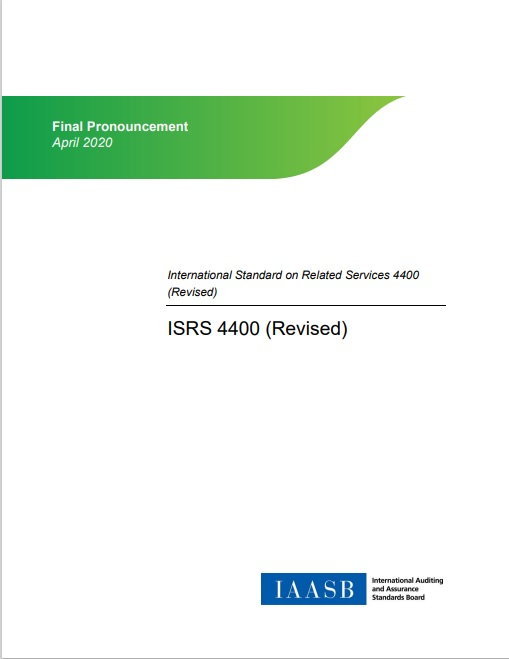 Final Pronouncement
April 2020
International Standard on Related Services 4400
(Revised)
ISRS 4400 (Revised)
IAASB
International Auditing
and Assurance
Standards Board